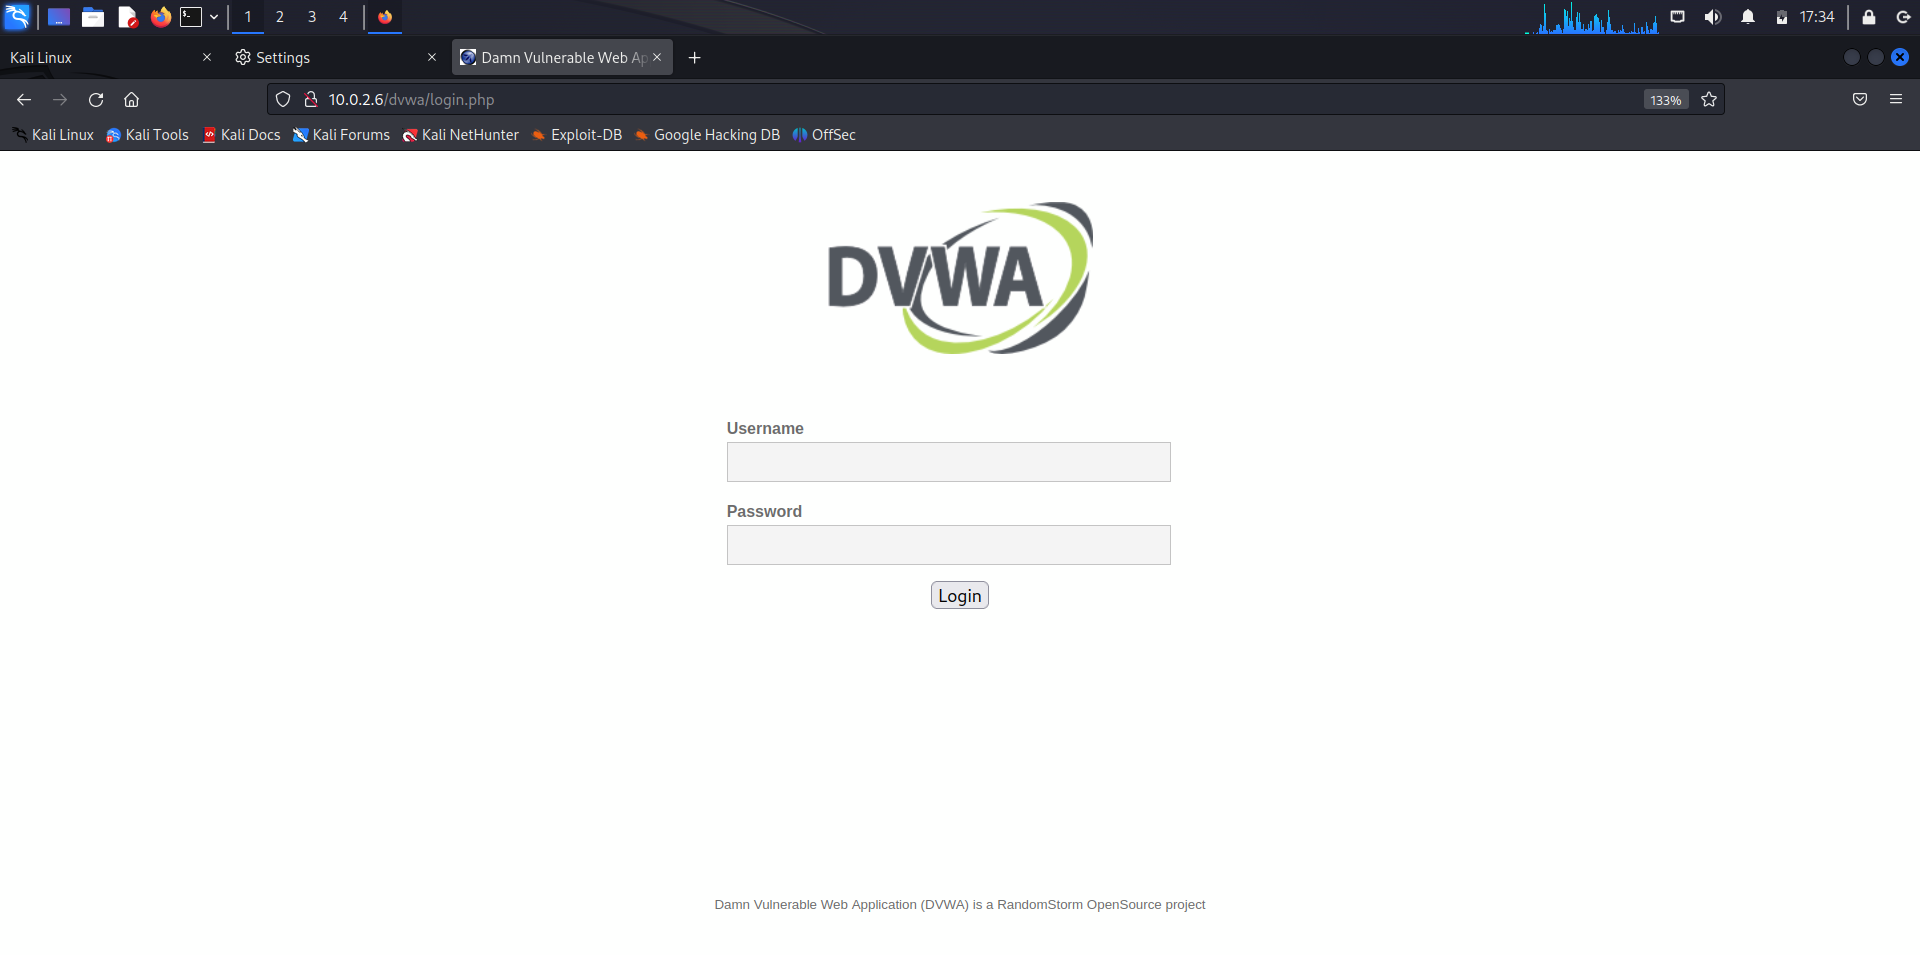 1 2 3 4 17:34
Kali Linux Settings Damn Vulnerable Web Ap
10.0.2.6/dvwa/login.php 133%
Kali Linux Kali Tools Kali Docs Kali Forums Kali NetHunter Exploit-DB Google Hacking DB OffSec
DVWA
Username
Password
Login
Damn Vulnerable Web Application (DVWA) is a RandomStorm OpenSource project